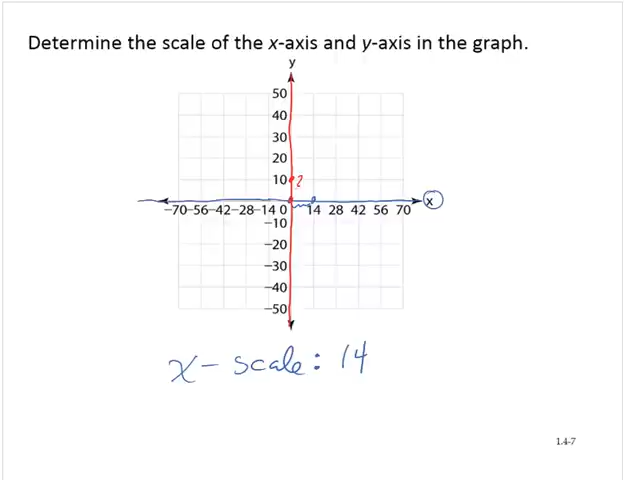 Determine the scale of the x-axis and y-axis in the graph.
y
50
40
30
20
10 2
x
−70−56−42−28−14 0 14 28 42 56 70
−10
−20
−30
−40
−50
x - scale: 14
1.4-7